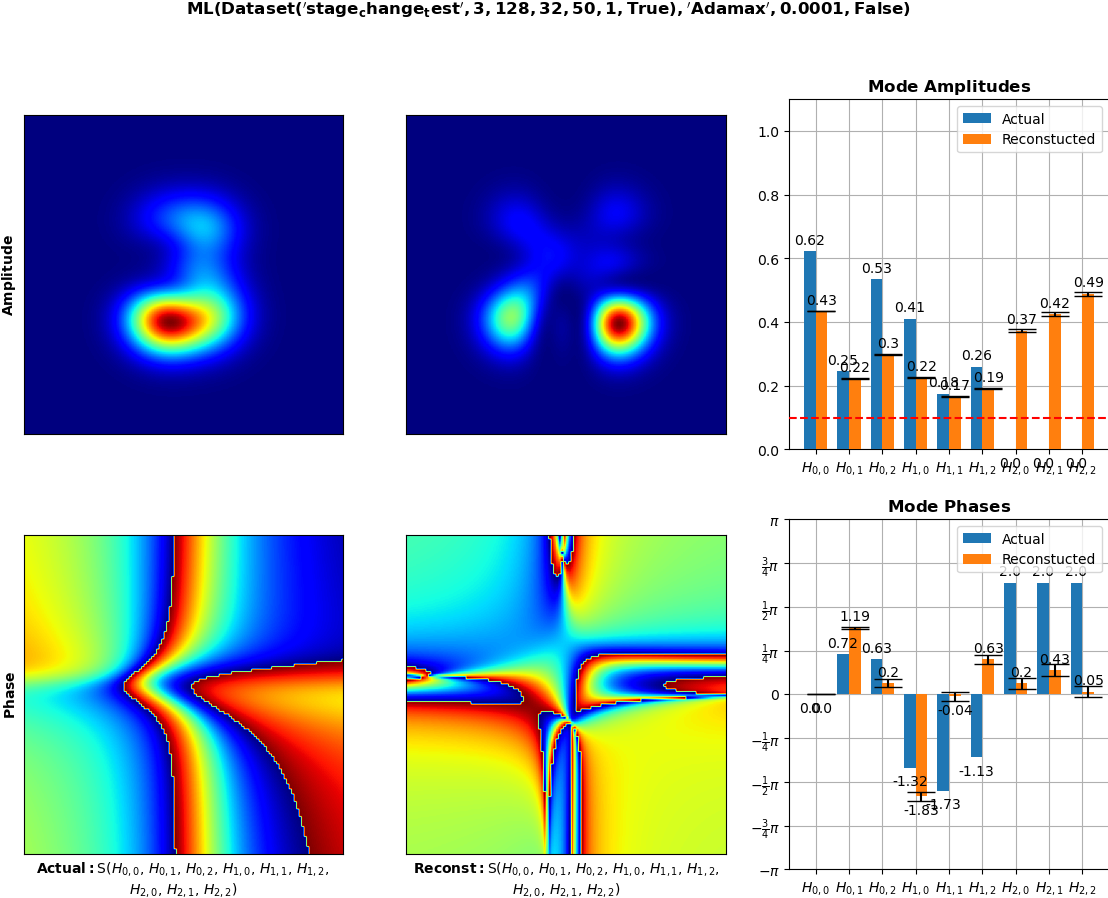 ML(Dataset('stage_change_test', 3, 128, 32, 50, 1, True), 'Adamax', 0.0001, False)
Amplitude
Mode Amplitudes
Actual
Reconstucted
1.0
0.8
0.6
0.4
0.2
0.0
0.62 0.43 0.25 0.22 0.53 0.3 0.41 0.22 0.18 0.17 0.26 0.19 0.0 0.37 0.0 0.42 0.0 0.49
H0,0 H0,1 H0,2 H1,0 H1,1 H1,2 H2,0 H2,1 H2,2
Phase
Mode Phases
Actual
Reconstucted
π
3/4π
1/2π
1/4π
0
−1/4π
−1/2π
−3/4π
−π
0.0 0.0 0.72 1.19 0.63 0.2 -1.32 -1.83 -1.73 -0.04 -1.13 0.63 2.0 0.2 2.0 0.43 2.0 0.05
H0,0 H0,1 H0,2 H1,0 H1,1 H1,2 H2,0 H2,1 H2,2
Actual: S(H0,0, H0,1, H0,2, H1,0, H1,1, H1,2,
H2,0, H2,1, H2,2)
Reconst: S(H0,0, H0,1, H0,2, H1,0, H1,1, H1,2,
H2,0, H2,1, H2,2)